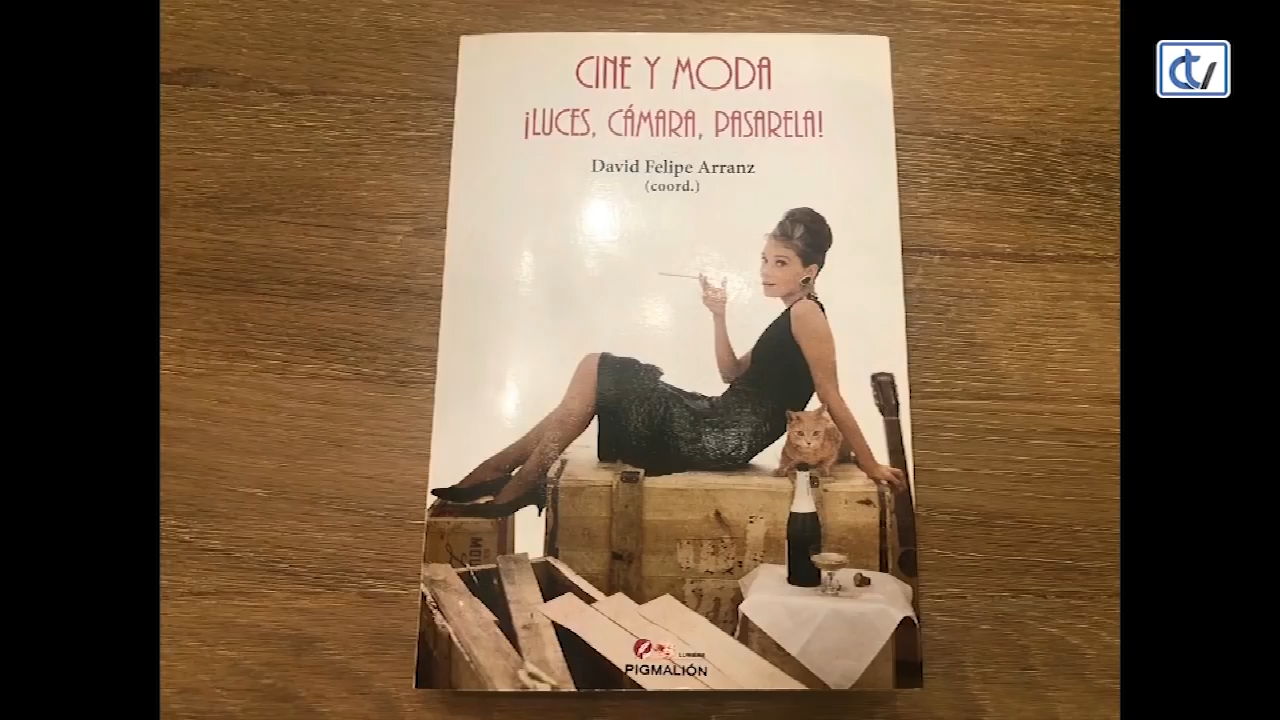 CINE Y MODA
¡LUCES, CÁMARA, PASARELA!
David Felipe Arranz
(coord.)
PIGMALIÓN